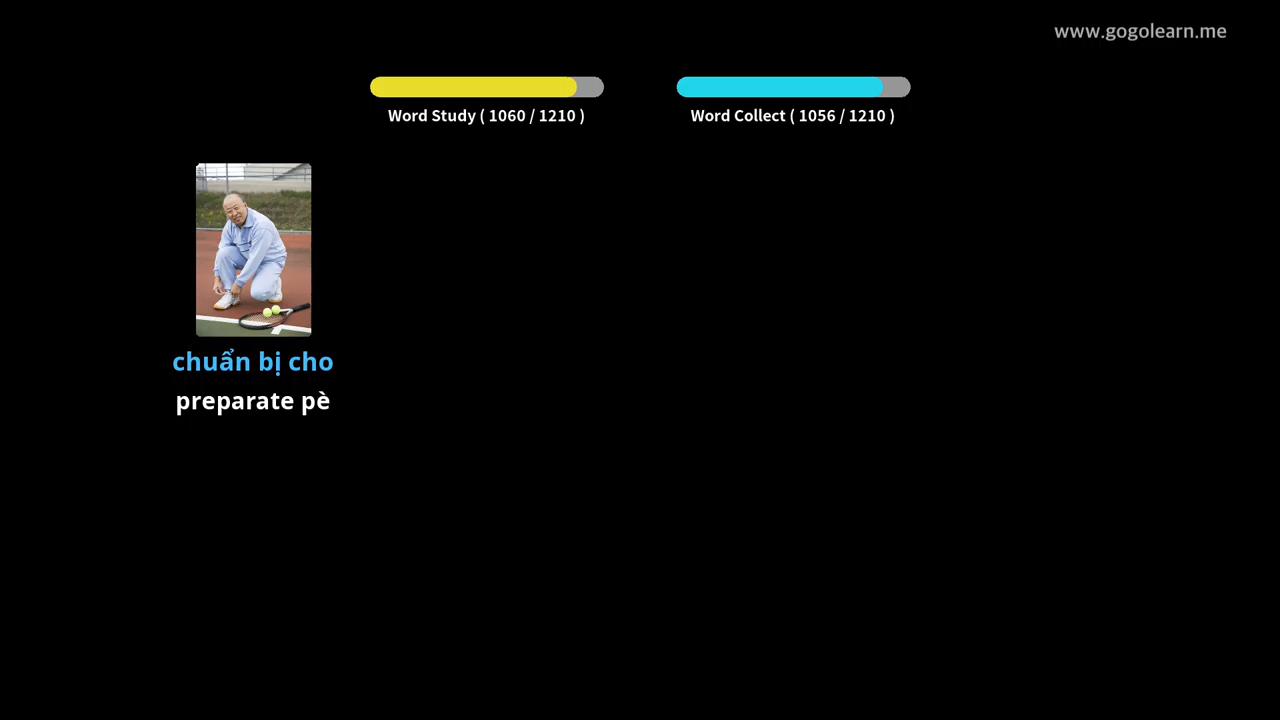 www.gogolearn.me
Word Study ( 1060 / 1210 )
Word Collect ( 1056 / 1210 )
chuẩn bị cho
preparate pè